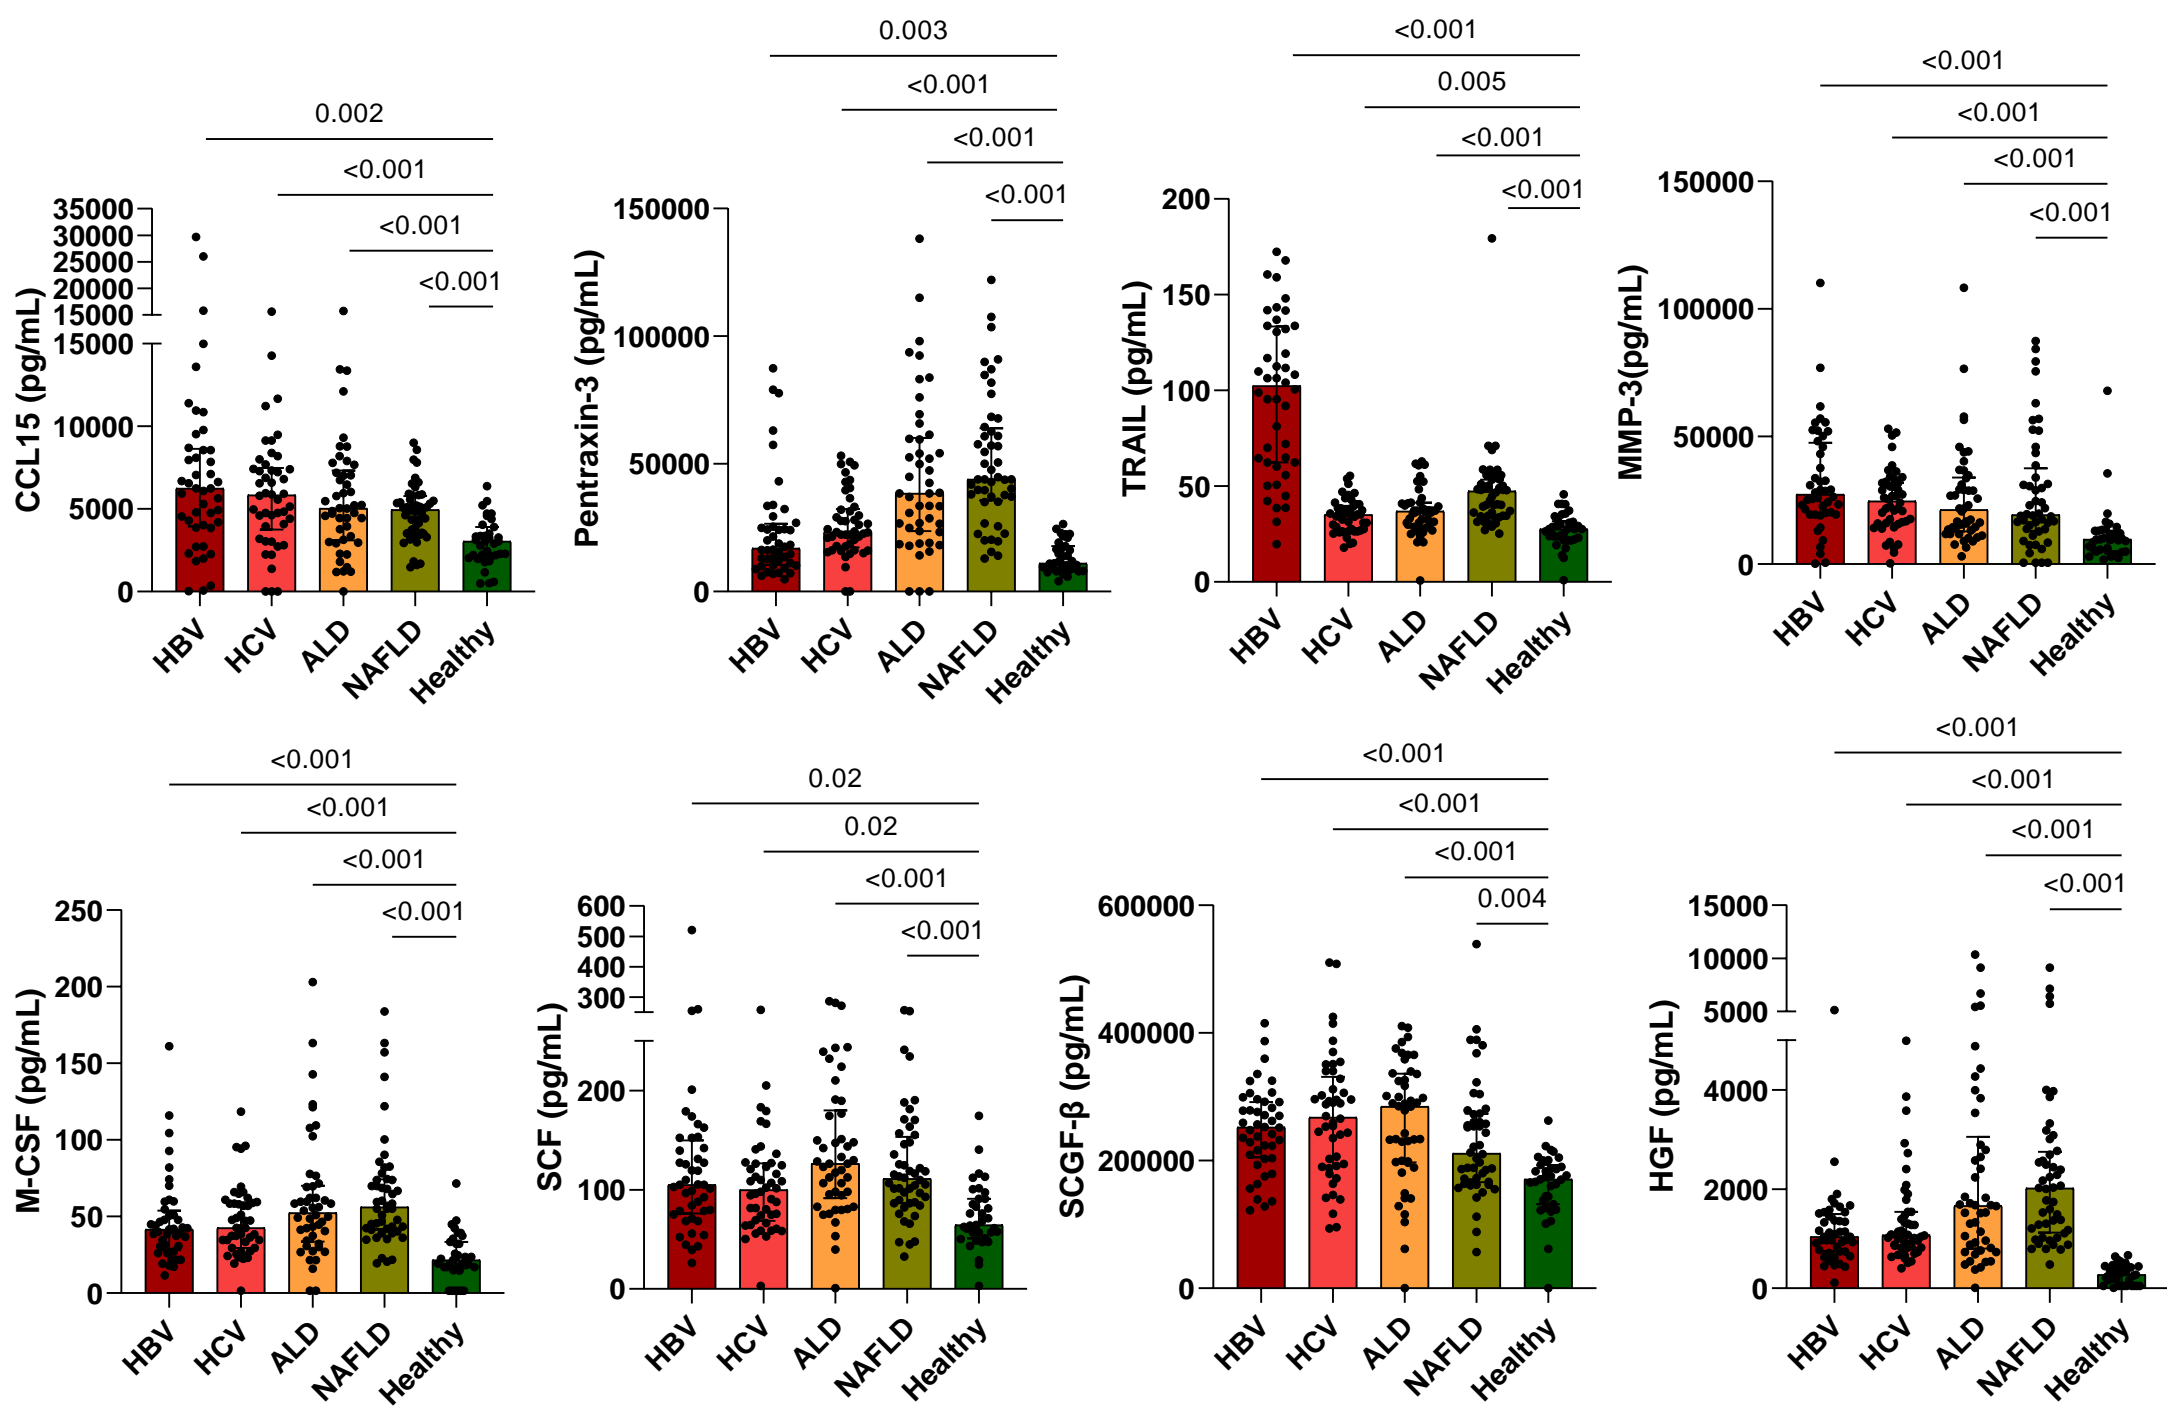 0.002
<0.001
<0.001
<0.001
CCL15 (pg/mL)
35000
30000
25000
20000
15000
15000
10000
5000
0
HBV
HCV
ALD
NAFLD
Healthy
0.003
<0.001
<0.001
<0.001
Pentraxin-3 (pg/mL)
150000
100000
50000
0
HBV
HCV
ALD
NAFLD
Healthy
<0.001
0.005
<0.001
<0.001
TRAIL (pg/mL)
200
150
100
50
0
HBV
HCV
ALD
NAFLD
Healthy
<0.001
<0.001
<0.001
<0.001
MMP-3(pg/mL)
150000
100000
50000
0
HBV
HCV
ALD
NAFLD
Healthy
<0.001
<0.001
<0.001
<0.001
M-CSF (pg/mL)
250
200
150
100
50
0
HBV
HCV
ALD
NAFLD
Healthy
0.02
0.02
<0.001
<0.001
SCF (pg/mL)
600
500
400
300
200
100
0
HBV
HCV
ALD
NAFLD
Healthy
<0.001
<0.001
<0.001
0.004
SCGF-β (pg/mL)
600000
400000
200000
0
HBV
HCV
ALD
NAFLD
Healthy
<0.001
<0.001
<0.001
<0.001
HGF (pg/mL)
15000
10000
5000
4000
2000
0
HBV
HCV
ALD
NAFLD
Healthy